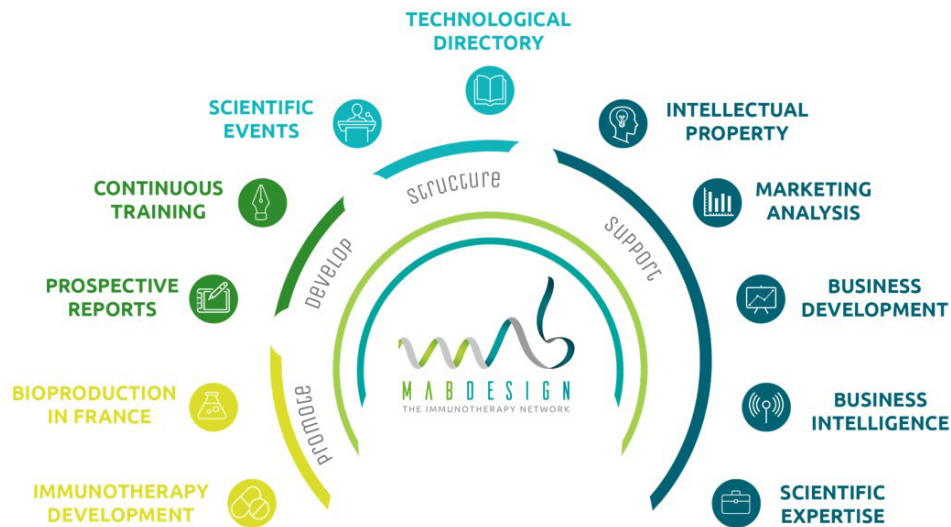 TECHNOLOGICAL
DIRECTORY
SCIENTIFIC
EVENTS
INTELLECTUAL
PROPERTY
CONTINUOUS
TRAINING
MARKETING
ANALYSIS
PROSPECTIVE
REPORTS
BUSINESS
DEVELOPMENT
BIOPRODUCTION
IN FRANCE
BUSINESS
INTELLIGENCE
IMMUNOTHERAPY
DEVELOPMENT
SCIENTIFIC
EXPERTISE
promote
Develop
structure
support
mab
MABDESIGN
THE IMMUNOTHERAPY NETWORK